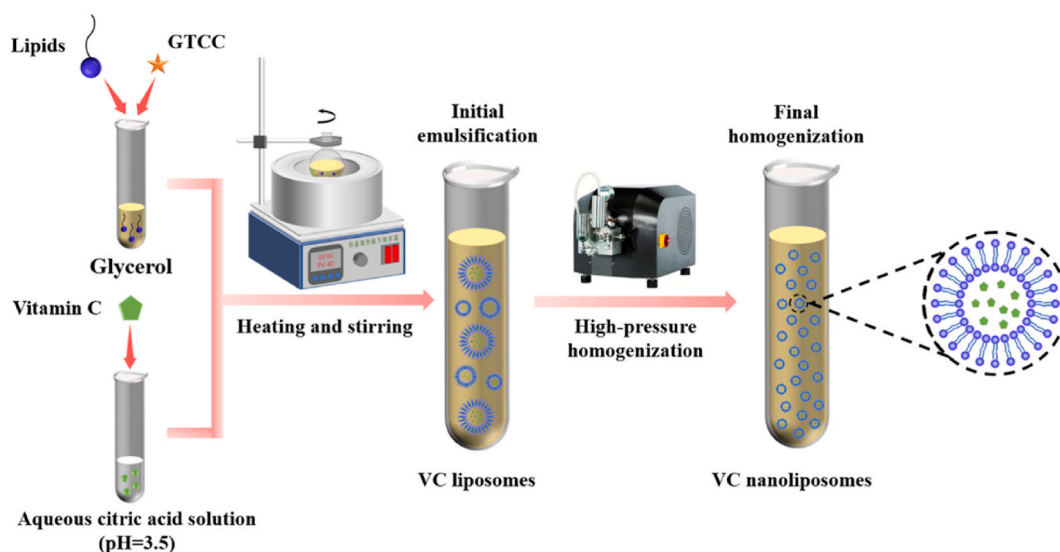 Lipids
GTCC
Glycerol
Vitamin C
Aqueous citric acid solution
(pH=3.5)
Heating and stirring
Initial
emulsification
VC liposomes
High-pressure
homogenization
Final
homogenization
VC nanoliposomes